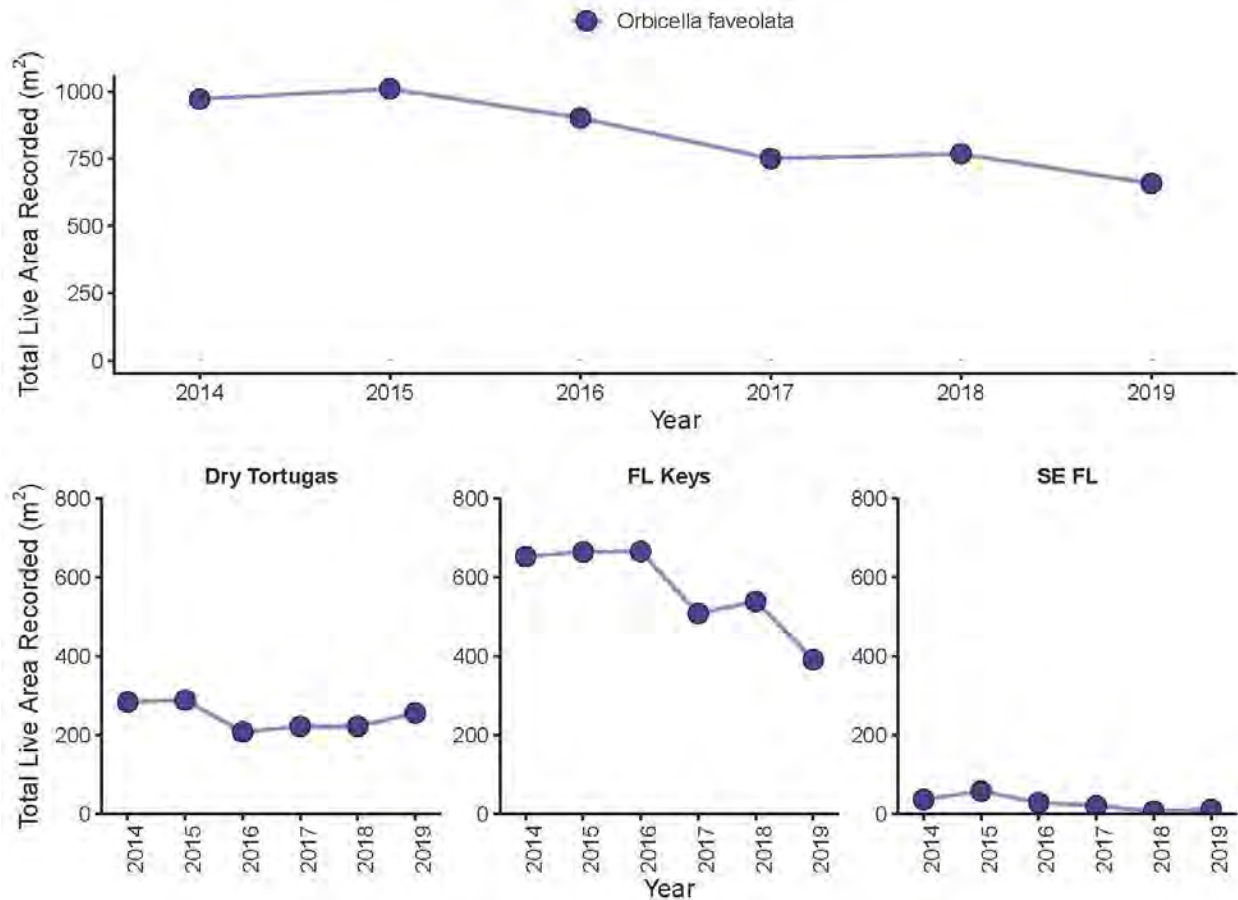 Orbicella faveolata
Total Live Area Recorded (m²)
1000
750
500
250
0
2014 2015 2016 2017 2018 2019
Year
Dry Tortugas FL Keys SE FL
Total Live Area Recorded (m²)
800 800 800
600 600 600
400 400 400
200 200 200
0 0 0
2014 2015 2016 2017 2018 2019 2014 2015 2016 2017 2018 2019 2014 2015 2016 2017 2018 2019
Year